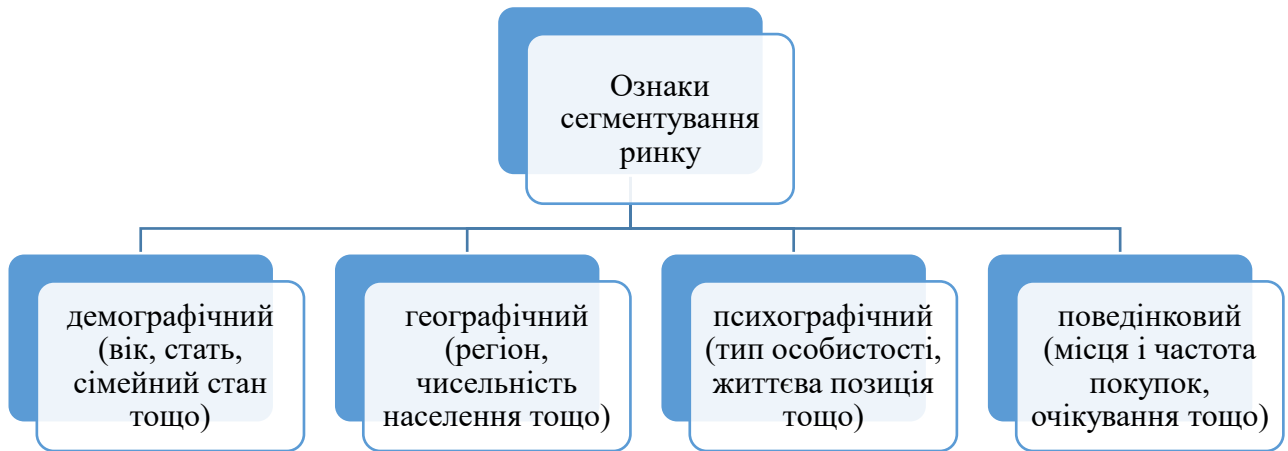 Ознаки
сегментування
ринку
демографічний
(вік, стать,
сімейний стан
тощо)
географічний
(регіон,
чисельність
населення тощо)
психографічний
(тип особистості,
життєва позиція
тощо)
поведінковий
(місця і частота
покупок,
очікування тощо)